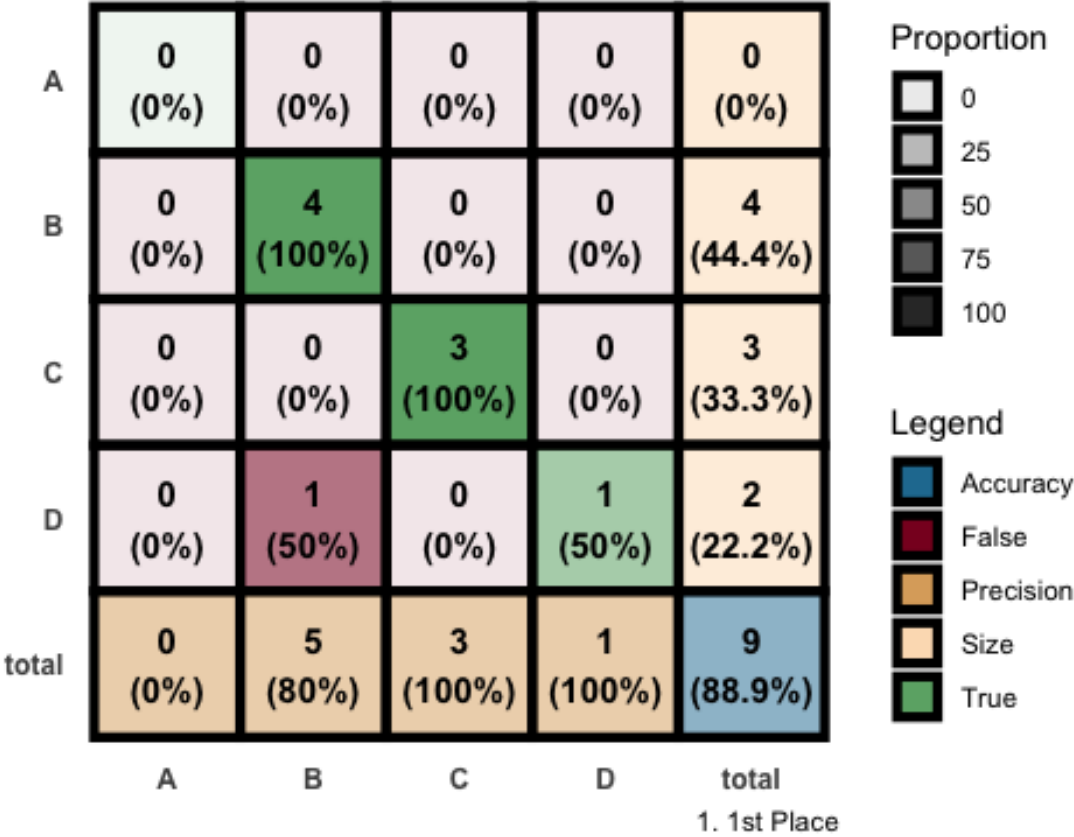 0 0 0 0 0
A
(0%) (0%) (0%) (0%) (0%)
0 4 0 0 4
B
(0%) (100%) (0%) (0%) (44.4%)
0 0 3 0 3
C
(0%) (0%) (100%) (0%) (33.3%)
0 1 0 1 2
D
(0%) (50%) (0%) (50%) (22.2%)
0 5 3 1 9
total
(0%) (80%) (100%) (100%) (88.9%)
A B C D total
1. 1st Place
Proportion
0
25
50
75
100
Legend
Accuracy
False
Precision
Size
True